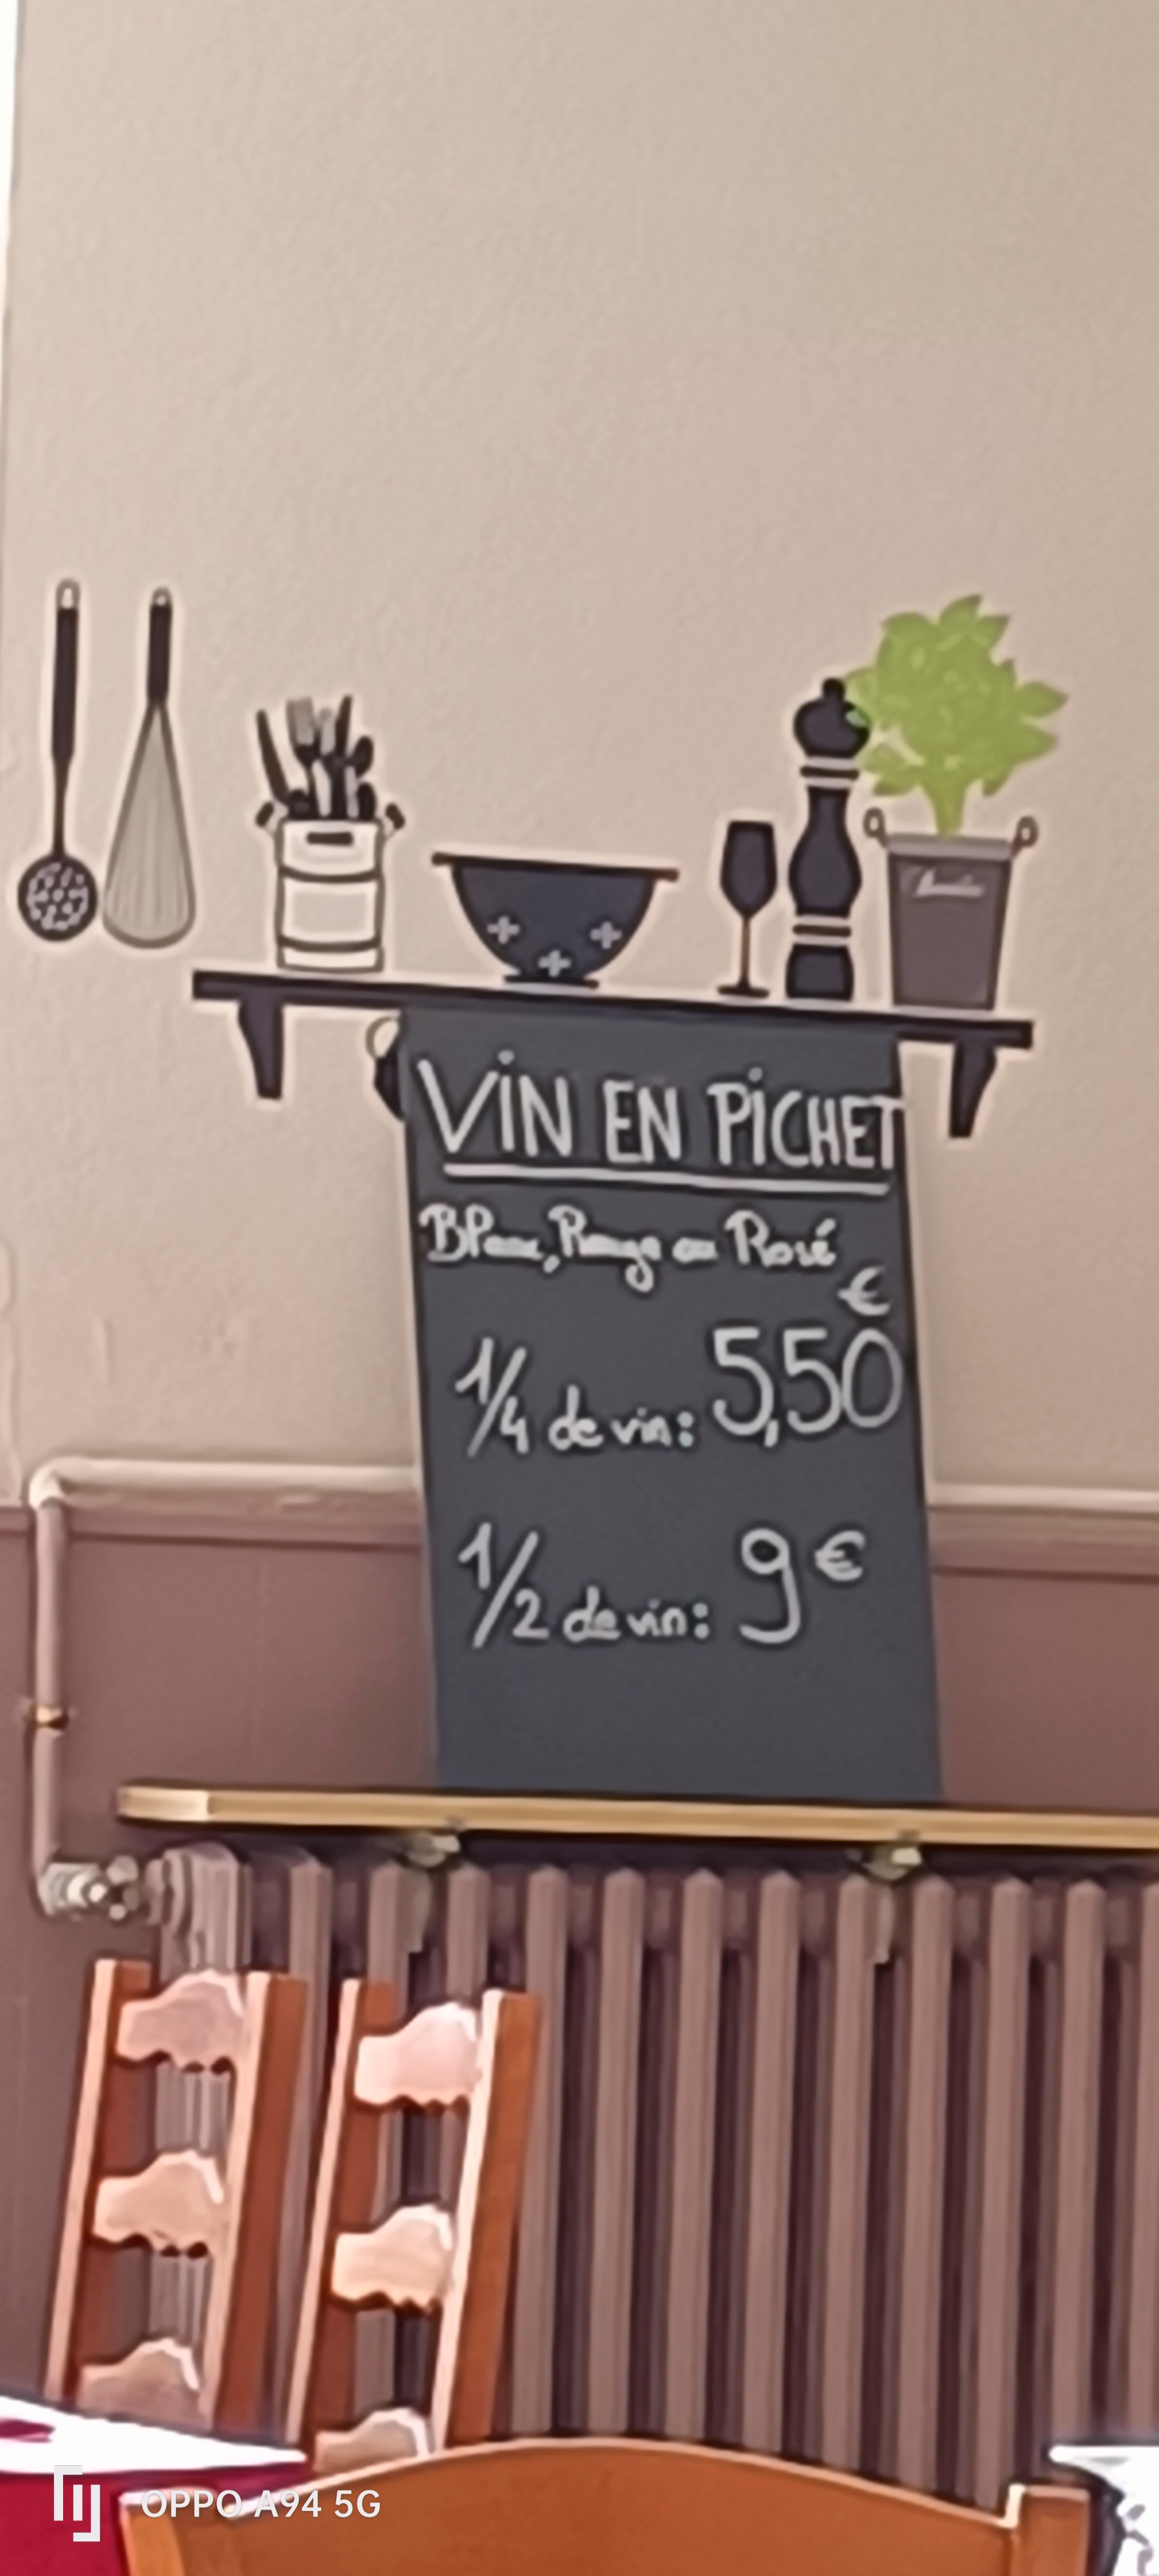 VIN EN PICHET
Blanc, Rouge ou Rosé
1/4 de vin: 5,50 €
1/2 de vin: 9 €
OPPO A94 5G